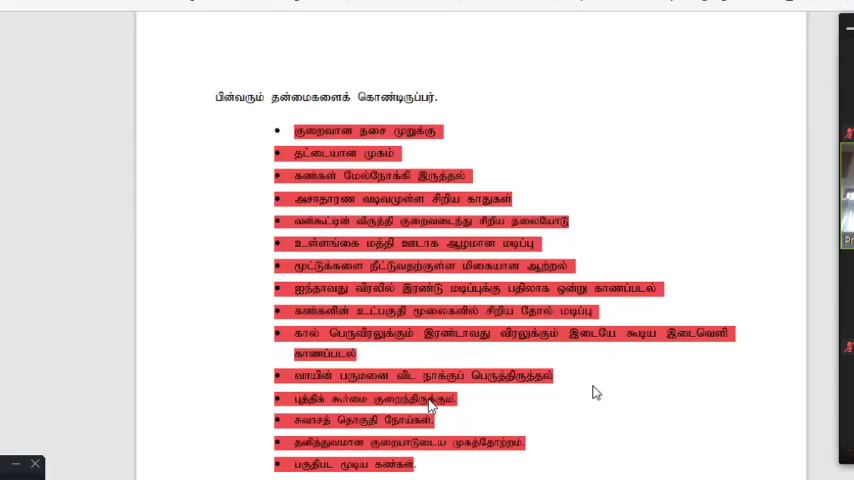 பின்வரும் தன்மைகளைக் கொண்டிருப்பர்.
• குறைவான தசை முறுக்கு
• தட்டையான முகம்
• கண்கள் மேல்நோக்கி இருத்தல்
• அசாதாரண வடிவமுள்ள சிறிய காதுகள்
• வன்கூட்டின் விருத்தி குறைவடைந்து சிறிய தலையோடு
• உள்ளங்கை மத்தி ஊடாக ஆழமான மடிப்பு
• மூட்டுக்களை நீட்டுவதற்குள்ள மிகையான ஆற்றல்
• ஐந்தாவது விரலில் இரண்டு மடிப்புக்கு பதிலாக ஒன்று காணப்படல்
• கண்களின் உட்பகுதி மூலைகளில் சிறிய தோல் மடிப்பு
• கால் பெருவிரலுக்கும் இரண்டாவது விரலுக்கும் இடையே கூடிய இடைவெளி
காணப்படல்
• வாயின் பருமனை விட நாக்குப் பெருத்திருத்தல்
• புத்திக் கூர்மை குறைந்திருக்கும்.
• சுவாசத் தொகுதி நோய்கள்.
• தனித்துவமான குறைபாடுடைய முகத்தோற்றம்.
• பகுதிபட மூடிய கண்கள்.